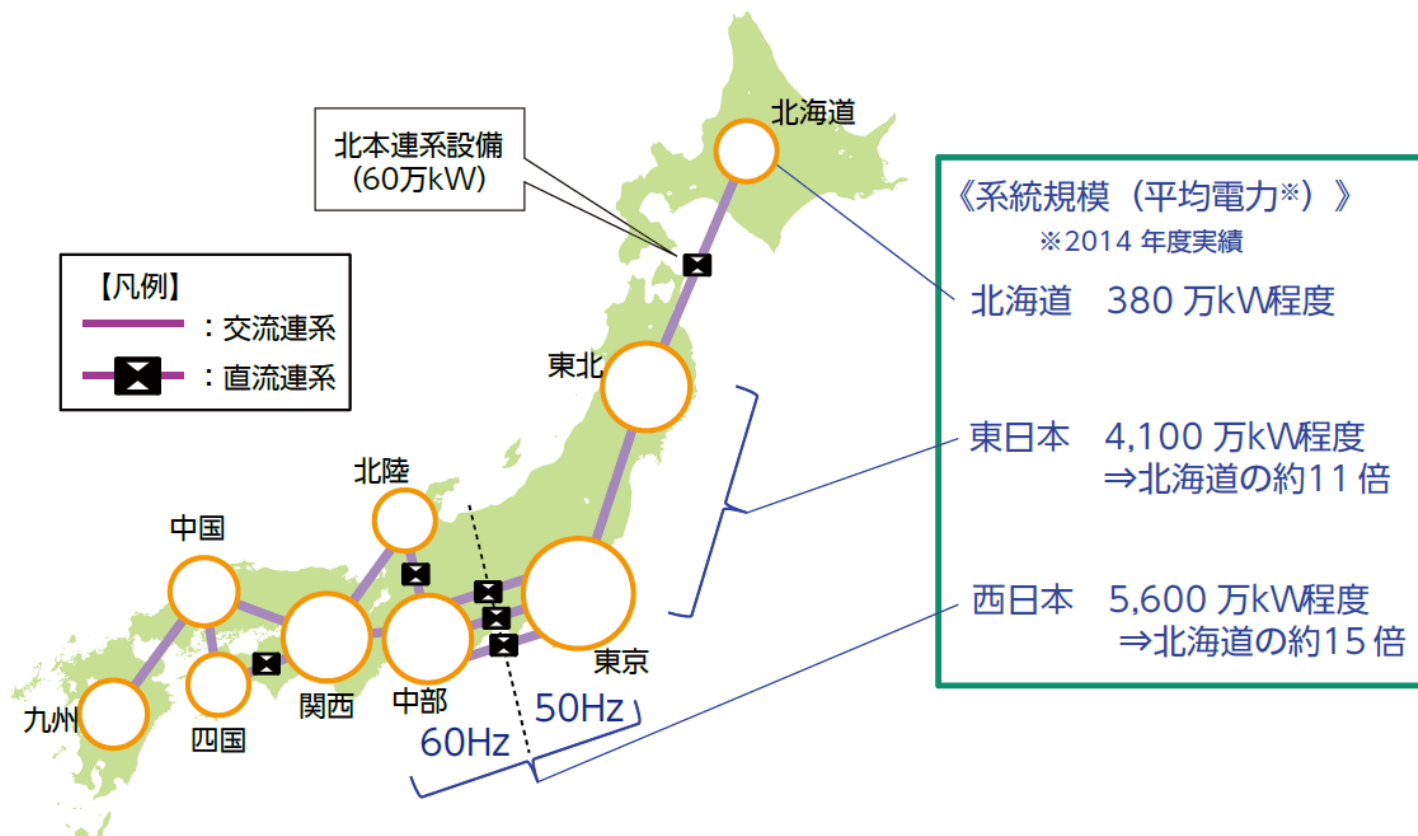 北海道
北本連系設備
(60万kW)
【凡例】
：交流連系
：直流連系
東北
北陸
中国
九州
四国
関西
中部
東京
60Hz
50Hz
《系統規模（平均電力※）》
※2014 年度実績
北海道 380 万kW程度
東日本 4,100 万kW程度
⇒北海道の約11 倍
西日本 5,600 万kW程度
⇒北海道の約15 倍